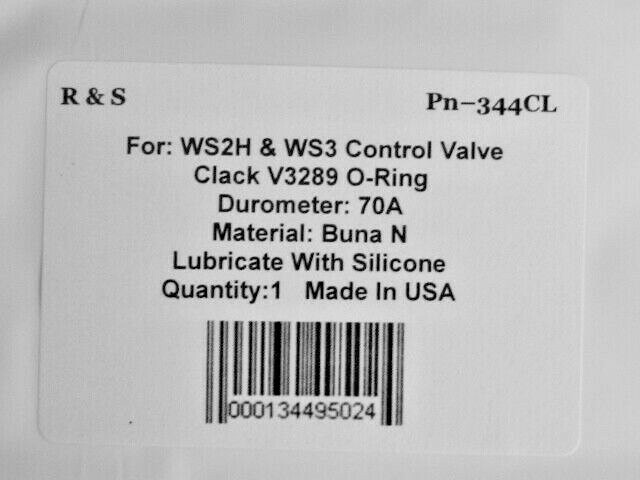 R & S
Pn-344CL
For: WS2H & WS3 Control Valve
Clack V3289 O-Ring
Durometer: 70A
Material: Buna N
Lubricate With Silicone
Quantity:1 Made In USA
000134495024